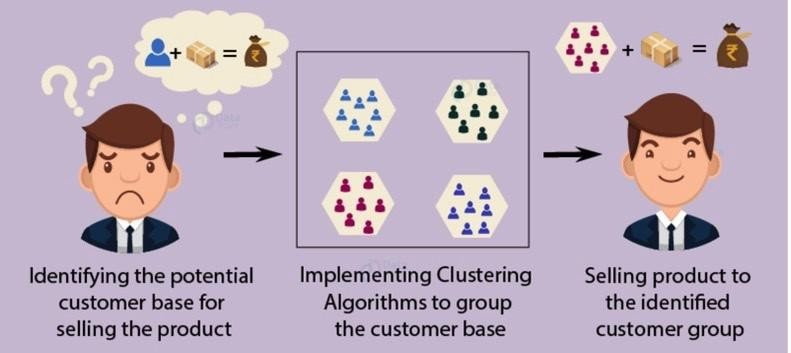 ? ?
+ = ₹
+ = ₹
Data
Identifying the potential
customer base for
selling the product
Implementing Clustering
Algorithms to group
the customer base
Selling product to
the identified
customer group